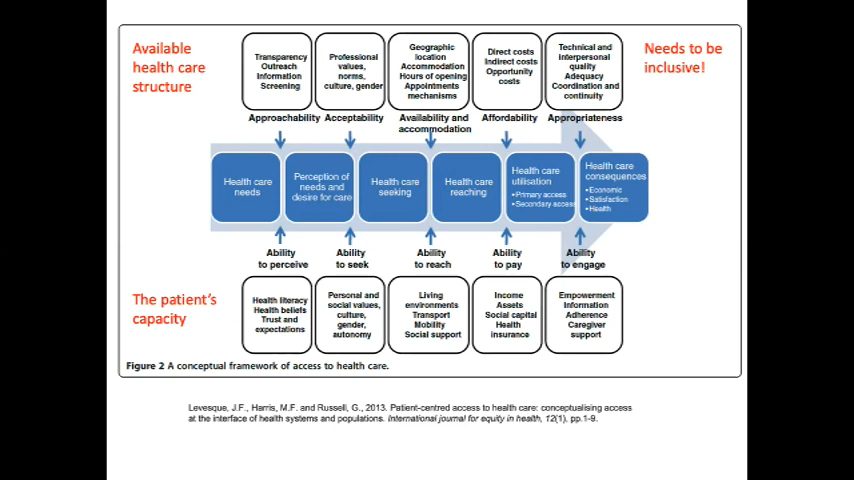 Available
health care
structure
Needs to be
inclusive!
Transparency
Outreach
Information
Screening
Professional
values,
norms,
culture, gender
Geographic
location
Accommodation
Hours of opening
Appointments
mechanisms
Direct costs
Indirect costs
Opportunity
costs
Technical and
Interpersonal
quality
Adequacy
Coordination and
continuity
Approachability
Acceptability
Availability and
accommodation
Affordability
Appropriateness
Health care
needs
Perception of
needs and
desire for care
Health care
seeking
Health care
reaching
Health care
utilisation
•Primary access
•Secondary access
Health care
consequences
•Economic
•Satisfaction
•Health
Ability
to perceive
Ability
to seek
Ability
to reach
Ability
to pay
Ability
to engage
The patient's
capacity
Health literacy
Health beliefs
Trust and
expectations
Personal and
social values,
culture,
gender,
autonomy
Living
environments
Transport
Mobility
Social support
Income
Assets
Social capital
Health
insurance
Empowerment
Information
Adherence
Caregiver
support
Figure 2 A conceptual framework of access to health care.
Levesque, J.F., Harris, M.F. and Russell, G., 2013. Patient-centred access to health care: conceptualising access
at the interface of health systems and populations. International journal for equity in health, 12(1), pp.1-9.